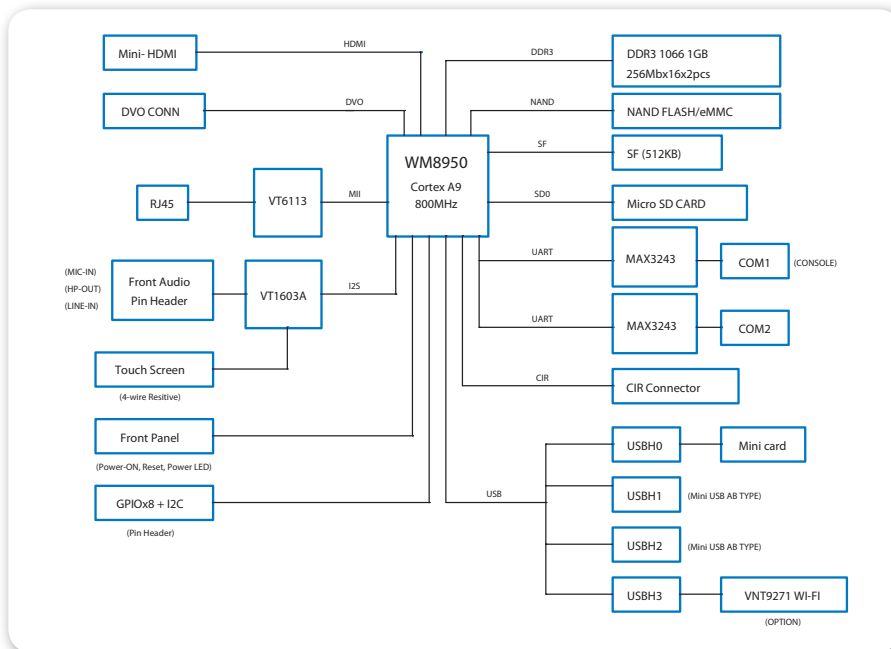 HDMI
Mini- HDMI
DVO
DVO CONN
WM8950
Cortex A9
800MHz
RJ45
VT6113
MII
(MIC-IN)
(HP-OUT)
(LINE-IN)
Front Audio
Pin Header
VT1603A
I2S
Touch Screen
(4-wire Resitive)
Front Panel
(Power-ON, Reset, Power LED)
GPIOx8 + I2C
(Pin Header)
DDR3
DDR3 1066 1GB
256Mbx16x2pcs
NAND
NAND FLASH/eMMC
SF
SF (512KB)
SD0
Micro SD CARD
UART
MAX3243
COM1
(CONSOLE)
UART
MAX3243
COM2
CIR
CIR Connector
USB
USBH0
Mini card
USBH1
(Mini USB AB TYPE)
USBH2
(Mini USB AB TYPE)
USBH3
VNT9271 WI-FI
(OPTION)